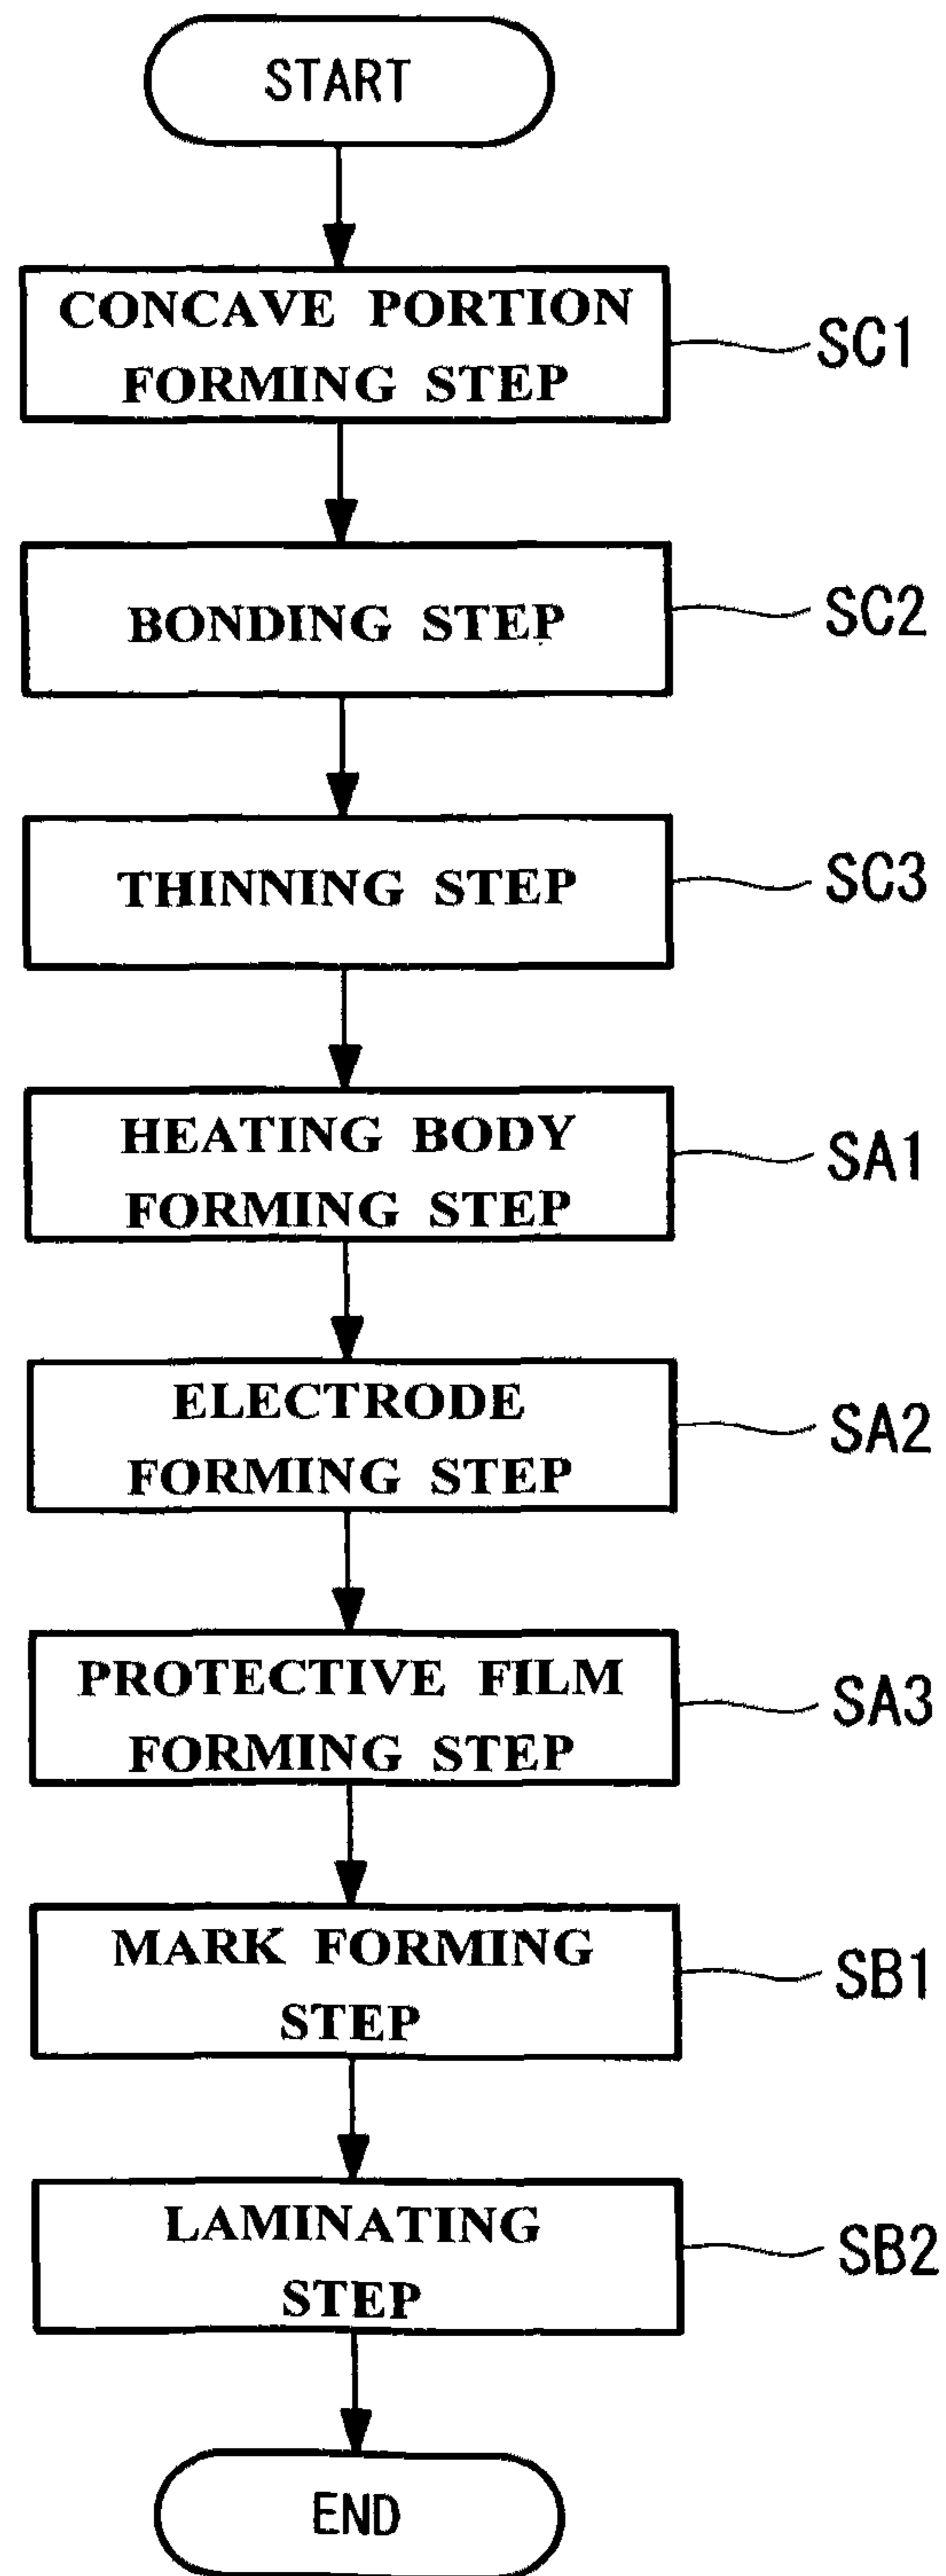 START
CONCAVE PORTION
FORMING STEP
SC1
BONDING STEP
SC2
THINNING STEP
SC3
HEATING BODY
FORMING STEP
SA1
ELECTRODE
FORMING STEP
SA2
PROTECTIVE FILM
FORMING STEP
SA3
MARK FORMING
STEP
SB1
LAMINATING
STEP
SB2
END